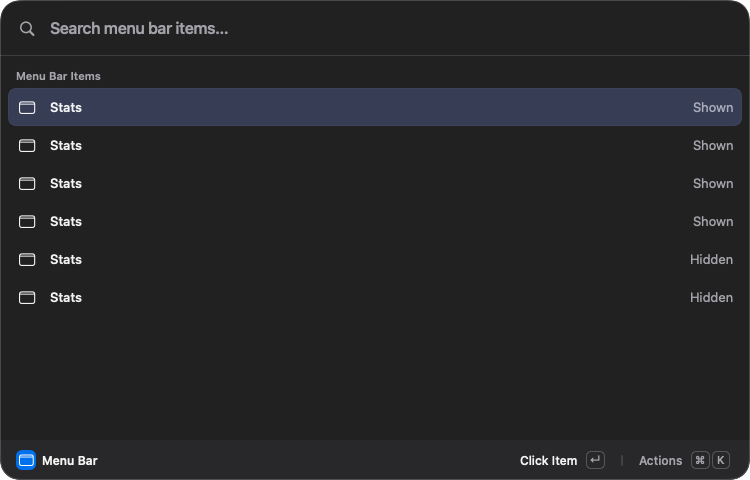 Search menu bar items...
Menu Bar Items
Stats Shown
Stats Shown
Stats Shown
Stats Shown
Stats Hidden
Stats Hidden
Menu Bar Click Item ↵ | Actions ⌘ K